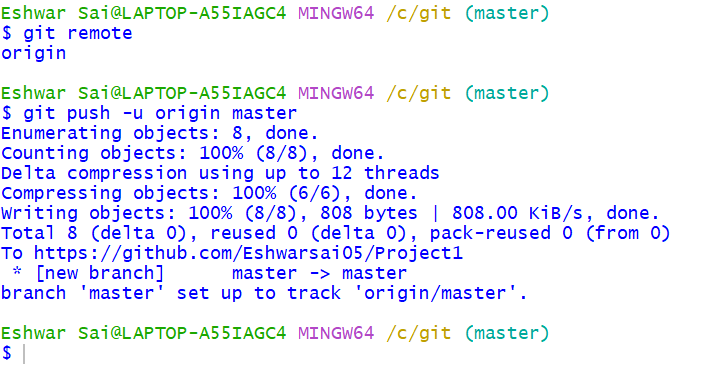 Eshwar Sai@LAPTOP-A55IAGC4 MINGW64 /c/git (master)
$ git remote
origin

Eshwar Sai@LAPTOP-A55IAGC4 MINGW64 /c/git (master)
$ git push -u origin master
Enumerating objects: 8, done.
Counting objects: 100% (8/8), done.
Delta compression using up to 12 threads
Compressing objects: 100% (6/6), done.
Writing objects: 100% (8/8), 808 bytes | 808.00 KiB/s, done.
Total 8 (delta 0), reused 0 (delta 0), pack-reused 0 (from 0)
To https://github.com/Eshwarsai05/Project1
 * [new branch]      master -> master
branch 'master' set up to track 'origin/master'.

Eshwar Sai@LAPTOP-A55IAGC4 MINGW64 /c/git (master)
$